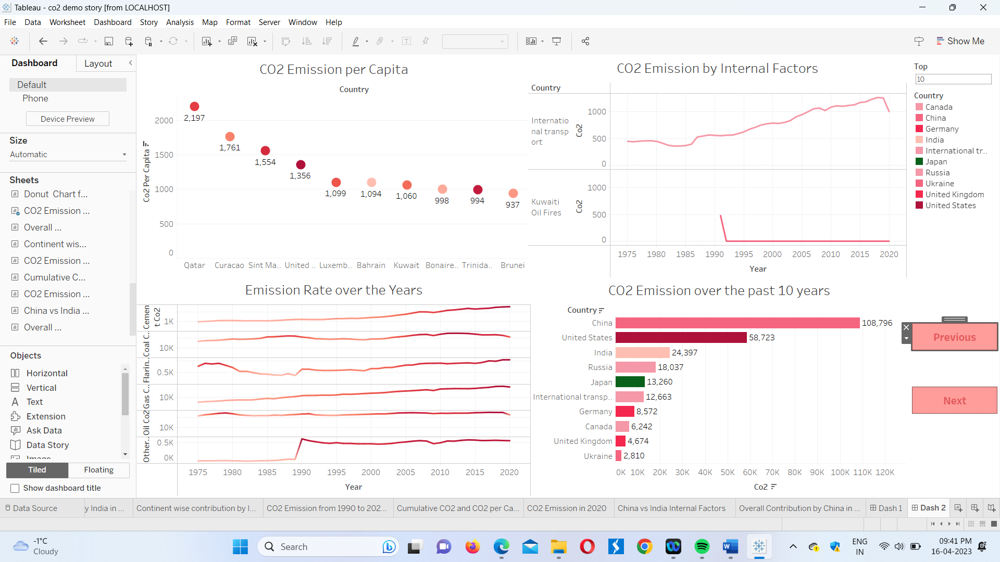 Tableau - co2 demo story [from LOCALHOST]
File Data Worksheet Dashboard Story Analysis Map Format Server Window Help
Show Me
Dashboard
Layout
Default
Phone
Device Preview
Size
Automatic
Sheets
Donut Chart f...
CO2 Emission ...
Overall ...
Continent wis...
CO2 Emission ...
Cumulative C...
CO2 Emission ...
China vs India ...
Overall ...
Objects
Horizontal
Vertical
Text
Extension
Ask Data
Data Story
Image
Tiled
Floating
Show dashboard title
CO2 Emission per Capita
Country
Co2 Per Capita
2000
1500
1000
500
0
2,197
1,761
1,554
1,356
1,099
1,094
1,060
998
994
937
Qatar Curacao Sint Ma.. United .. Luxemb.. Bahrain Kuwait Bonaire.. Trinida.. Brunei
CO2 Emission by Internal Factors
Country
Internatio
nal transp
ort
Co2
1000
500
0
Kuwaiti
Oil Fires
Co2
1000
500
0
1975 1980 1985 1990 1995 2000 2005 2010 2015 2020
Year
Top
10
Country
Canada
China
Germany
India
International tr..
Japan
Russia
Ukraine
United Kingdom
United States
Emission Rate over the Years
Cemen
t Co2
1K
Coal C..
10K
Flarin..
0.5K
Gas C..
10K
Oil Co2
10K
Other..
0.5K
0K
1975 1980 1985 1990 1995 2000 2005 2010 2015 2020
Year
CO2 Emission over the past 10 years
Country
China 108,796
United States 58,723
India 24,397
Russia 18,037
Japan 13,260
International transp.. 12,663
Germany 8,572
Canada 6,242
United Kingdom 4,674
Ukraine 2,810
0K 10K 20K 30K 40K 50K 60K 70K 80K 90K 100K 110K 120K
Co2
Previous
Next
Data Source
y India in ...
Continent wise contribution by I...
CO2 Emission from 1990 to 202...
Cumulative CO2 and CO2 per Ca...
CO2 Emission in 2020
China vs India Internal Factors
Overall Contribution by China in ...
Dash 1
Dash 2
-1°C
Cloudy
Search
ENG
IN
09:41 PM
16-04-2023